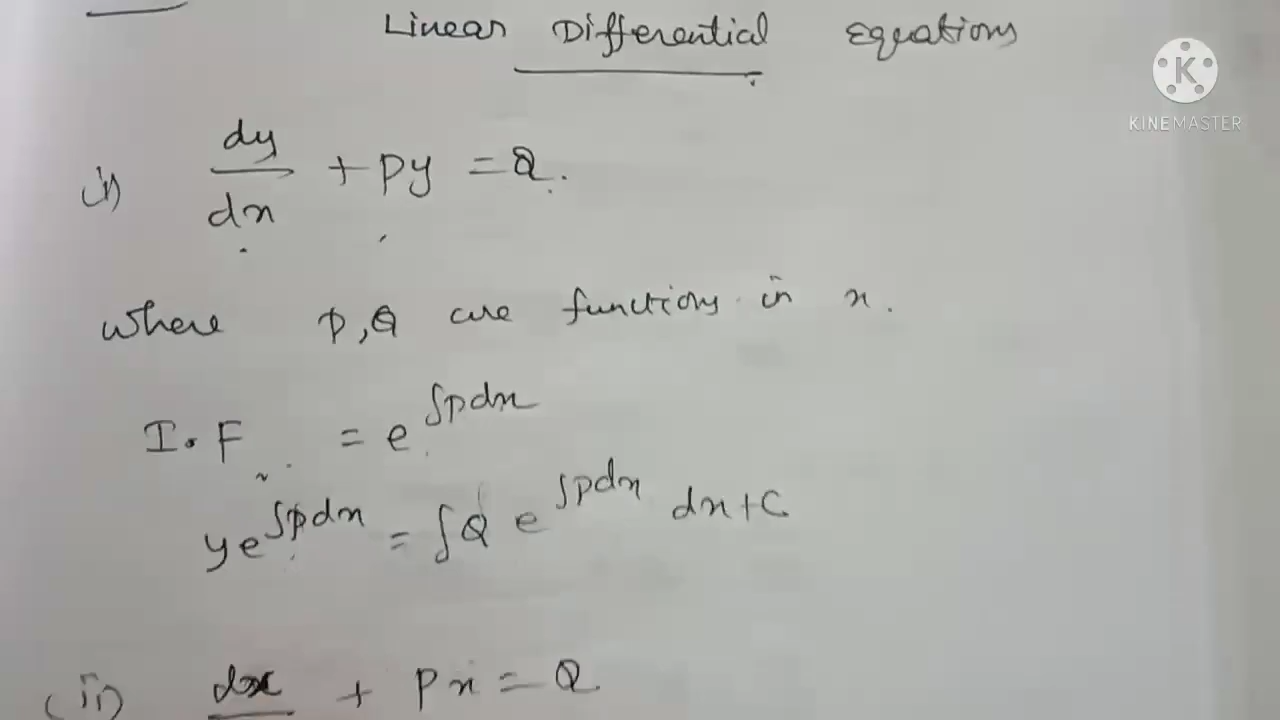 Linear Differential Equations
K
KINEMASTER
(i) dy/dx + Py = Q.
where P, Q are functions in x.
I.F = e^∫Pdx
ye^∫Pdx = ∫Q e^∫Pdx dx + C
(ii) dx + Px = Q